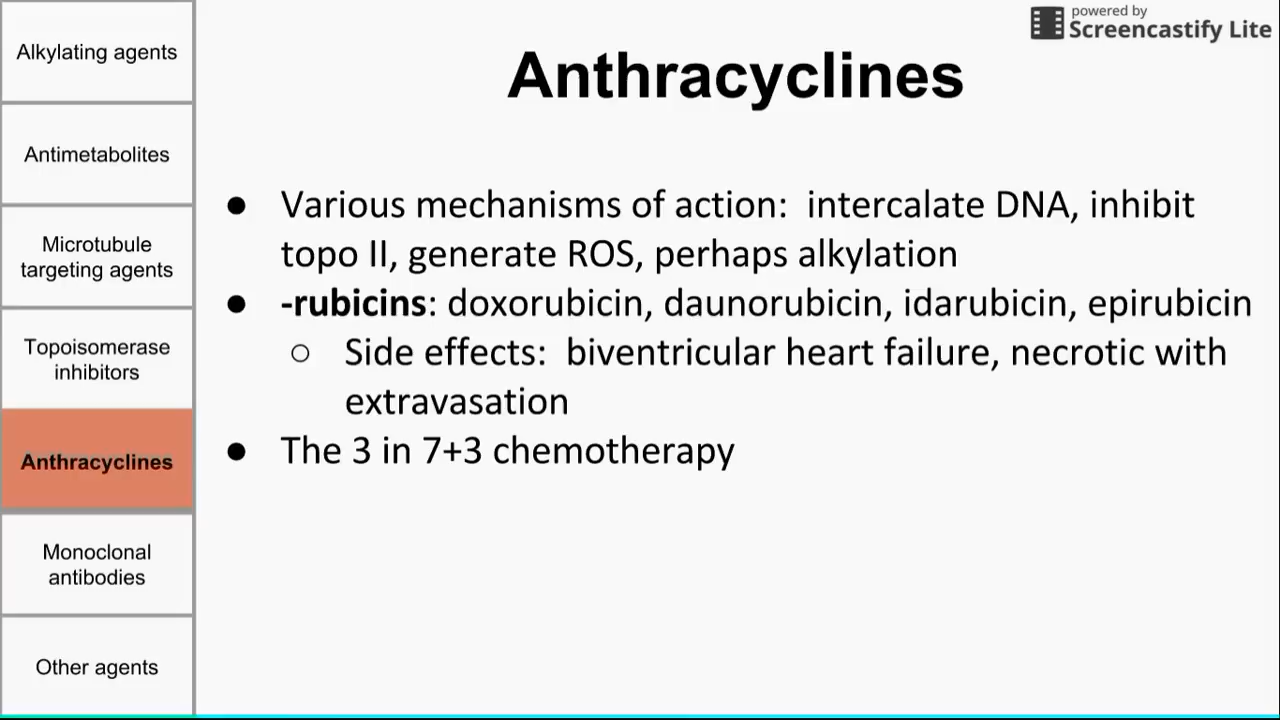 Alkylating agents
Antimetabolites
Microtubule
targeting agents
Topoisomerase
inhibitors
Anthracyclines
Monoclonal
antibodies
Other agents
powered by
Screencastify Lite
Anthracyclines
● Various mechanisms of action: intercalate DNA, inhibit
topo II, generate ROS, perhaps alkylation
● -rubicins: doxorubicin, daunorubicin, idarubicin, epirubicin
○ Side effects: biventricular heart failure, necrotic with
extravasation
● The 3 in 7+3 chemotherapy